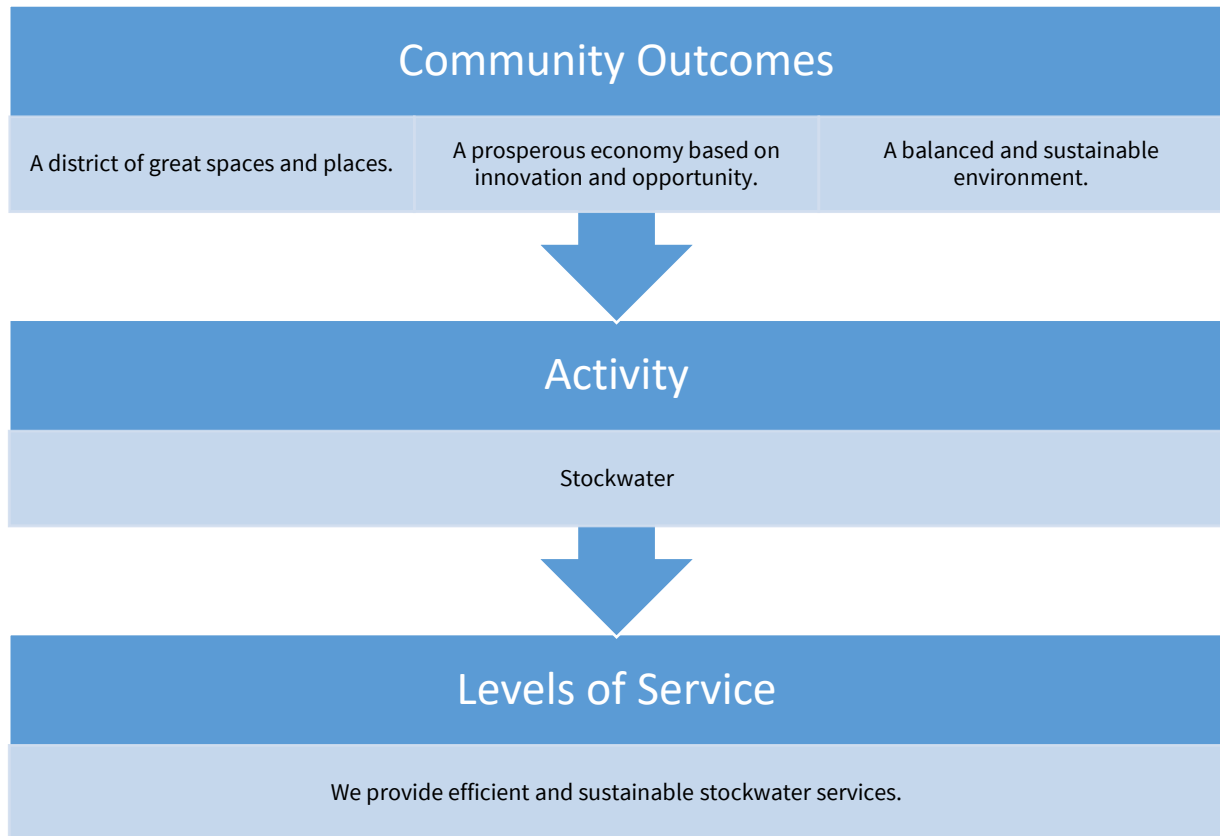 Community Outcomes
A district of great spaces and places.
A prosperous economy based on
innovation and opportunity.
A balanced and sustainable
environment.
Activity
Stockwater
Levels of Service
We provide efficient and sustainable stockwater services.